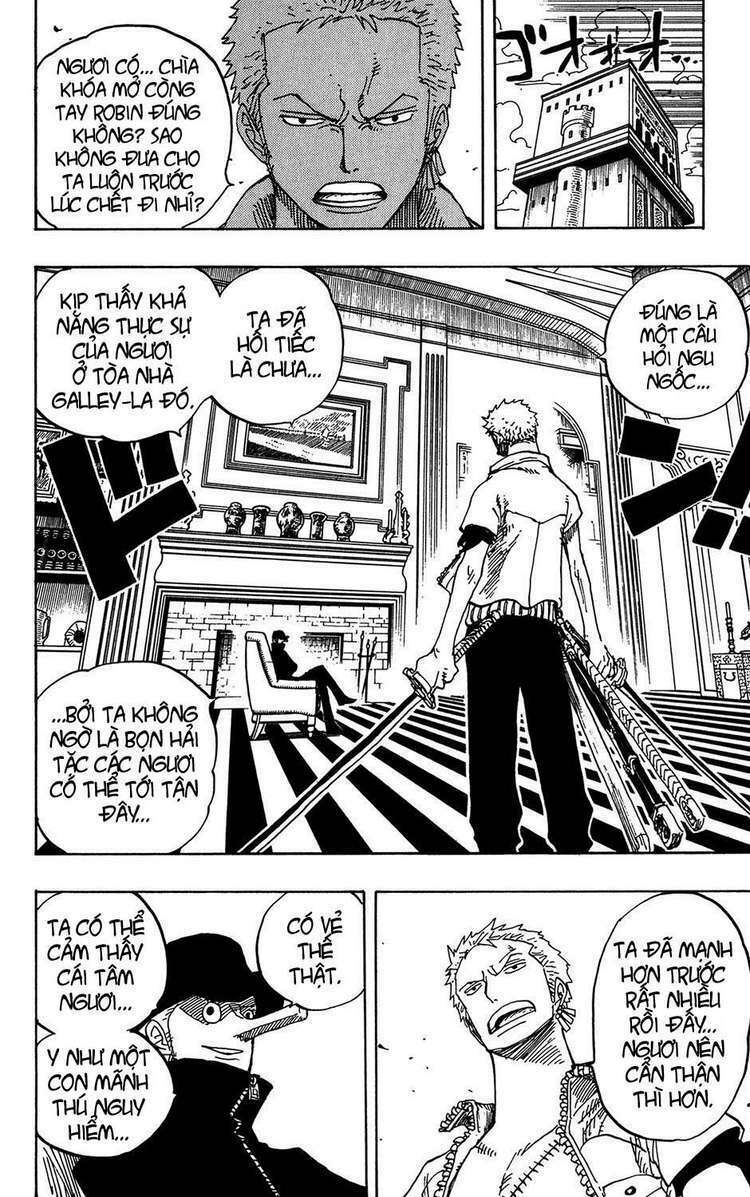 ゴオオオォ...
NGƯƠI CÓ... CHÌA
KHÓA MỞ CÒNG
TAY ROBIN ĐÚNG
KHÔNG? SAO
KHÔNG ĐƯA CHO
TA LUÔN TRƯỚC
LÚC CHẾT ĐI NHỈ?
ĐÚNG LÀ
MỘT CÂU
HỎI NGU
NGỐC...
TA ĐÃ
HỐI TIẾC
LÀ CHƯA...
KỊP THẤY KHẢ
NĂNG THỰC SỰ
CỦA NGƯƠI
Ở TÒA NHÀ
GALLEY-LA ĐÓ.
ドン!!
...BỞI TA KHÔNG
NGỜ LÀ BỌN HẢI
TẶC CÁC NGƯƠI
CÓ THỂ TỚI TẬN
ĐÂY...
TA ĐÃ MẠNH
HƠN TRƯỚC
RẤT NHIỀU
RỒI ĐẤY...
NGƯƠI NÊN
CẨN THẬN
THÌ HƠN.
CÓ VẺ
THẾ
THẬT.
TA CÓ THỂ
CẢM THẤY
CÁI TÂM
NGƯƠI...
Y NHƯ MỘT
CON MÃNH
THÚ NGUY
HIỂM...